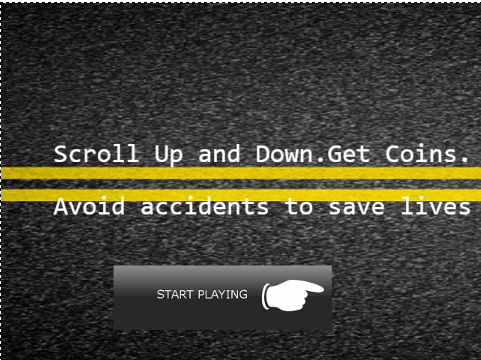 Scroll Up and Down.Get Coins.
Avoid accidents to save lives
START PLAYING